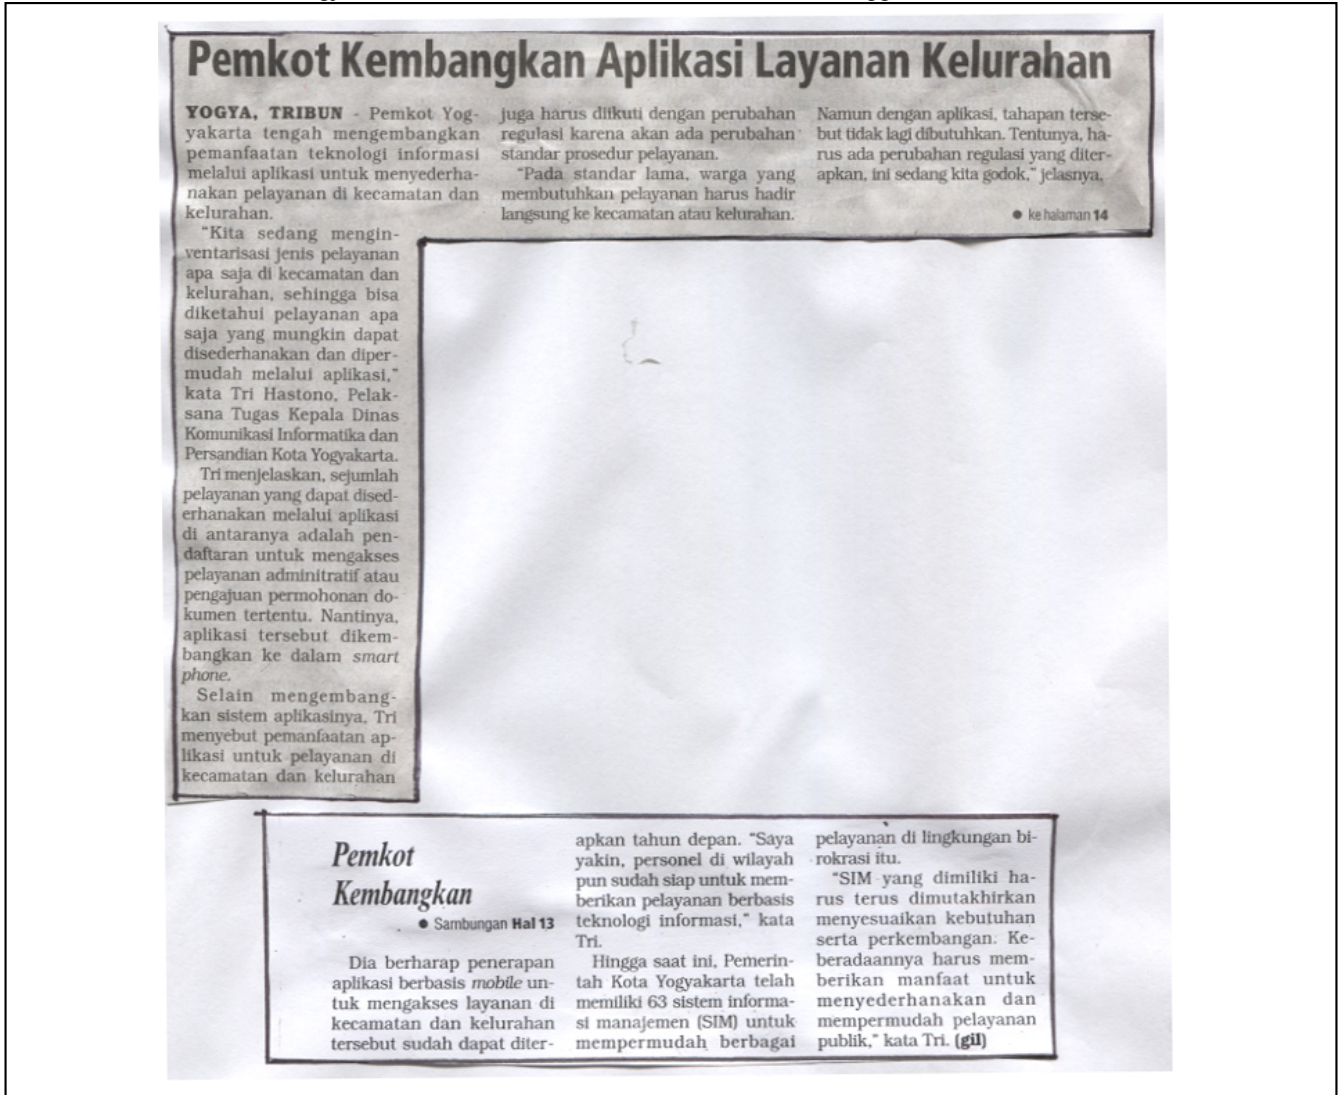 Pemkot Kembangkan Aplikasi Layanan Kelurahan
YOGYA, TRIBUN - Pemkot Yog-
yakarta tengah mengembangkan
pemanfaatan teknologi informasi
melalui aplikasi untuk menyederha-
nakan pelayanan di kecamatan dan
kelurahan.
"Kita sedang mengin-
ventarisasi jenis pelayanan
apa saja di kecamatan dan
kelurahan, sehingga bisa
diketahui pelayanan apa
saja yang mungkin dapat
disederhanakan dan diper-
mudah melalui aplikasi,"
kata Tri Hastono, Pelak-
sana Tugas Kepala Dinas
Komunikasi Informatika dan
Persandian Kota Yogyakarta.
Tri menjelaskan, sejumlah
pelayanan yang dapat dised-
erhanakan melalui aplikasi
di antaranya adalah pen-
daftaran untuk mengakses
pelayanan adminitratif atau
pengajuan permohonan do-
kumen tertentu. Nantinya,
aplikasi tersebut dikem-
bangkan ke dalam smart
phone.
Selain mengembang-
kan sistem aplikasinya, Tri
menyebut pemanfaatan ap-
likasi untuk pelayanan di
kecamatan dan kelurahan
juga harus diikuti dengan perubahan
regulasi karena akan ada perubahan
standar prosedur pelayanan.
"Pada standar lama, warga yang
membutuhkan pelayanan harus hadir
langsung ke kecamatan atau kelurahan.
Namun dengan aplikasi, tahapan terse-
but tidak lagi dibutuhkan. Tentunya, ha-
rus ada perubahan regulasi yang diter-
apkan, ini sedang kita godok," jelasnya.
● ke halaman 14
Pemkot
Kembangkan
● Sambungan Hal 13
Dia berharap penerapan
aplikasi berbasis mobile un-
tuk mengakses layanan di
kecamatan dan kelurahan
tersebut sudah dapat diter-
apkan tahun depan. "Saya
yakin, personel di wilayah
pun sudah siap untuk mem-
berikan pelayanan berbasis
teknologi informasi," kata
Tri.
Hingga saat ini, Pemerin-
tah Kota Yogyakarta telah
memiliki 63 sistem informa-
si manajemen (SIM) untuk
mempermudah berbagai
pelayanan di lingkungan bi-
rokrasi itu.
"SIM yang dimiliki ha-
rus terus dimutakhirkan
menyesuaikan kebutuhan
serta perkembangan. Ke-
beradaannya harus mem-
berikan manfaat untuk
menyederhanakan dan
mempermudah pelayanan
publik," kata Tri. (gil)